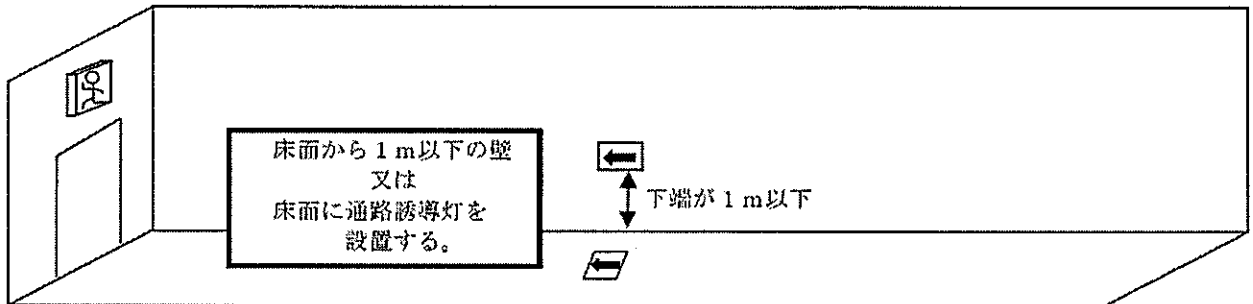 床面から１ｍ以下の壁
又は
床面に通路誘導灯を
設置する。
下端が１ｍ以下